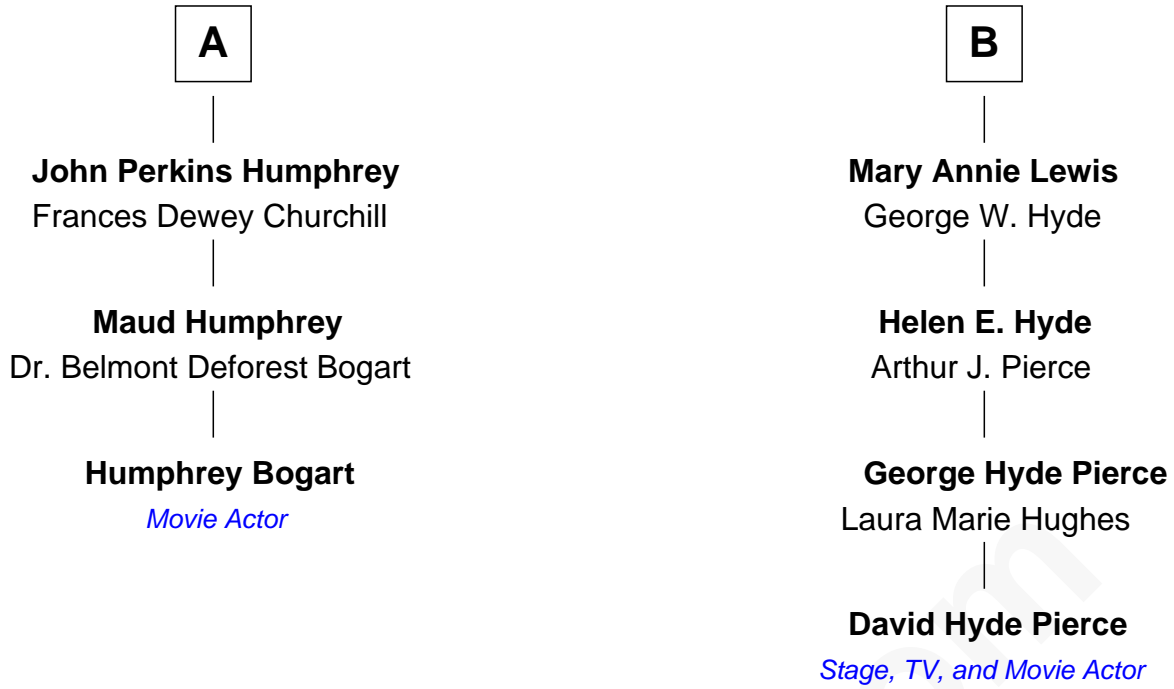 A
John Perkins Humphrey
Frances Dewey Churchill
Maud Humphrey
Dr. Belmont Deforest Bogart
Humphrey Bogart
Movie Actor
B
Mary Annie Lewis
George W. Hyde
Helen E. Hyde
Arthur J. Pierce
George Hyde Pierce
Laura Marie Hughes
David Hyde Pierce
Stage, TV, and Movie Actor